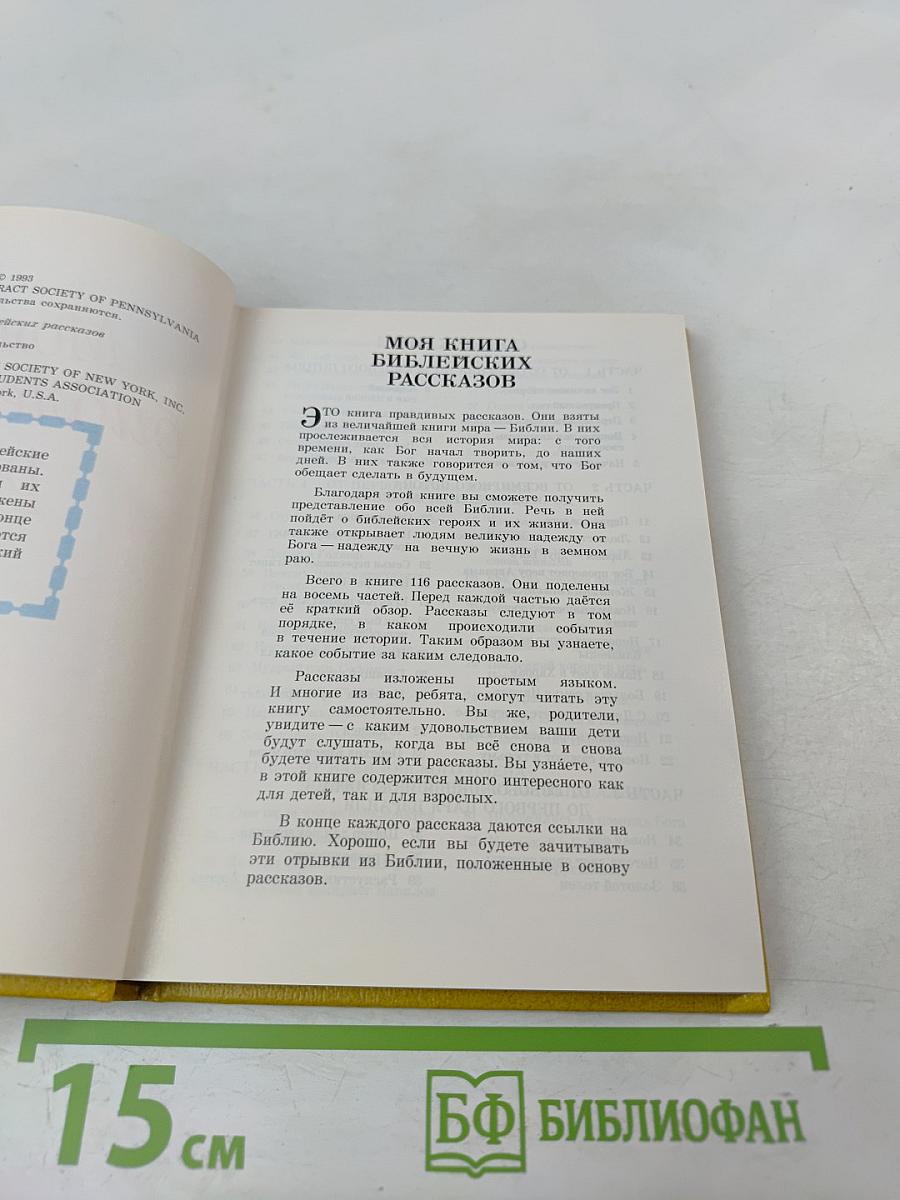 © 1993
RACT SOCIETY OF PENNSYLVANIA
льства сохраняются.
ейских рассказов
льство
SOCIETY OF NEW YORK, INC.
UDENTS ASSOCIATION
ork, U.S.A.
ейские
ованы.
их
жены
онце
ются
кий
МОЯ КНИГА
БИБЛЕЙСКИХ
РАССКАЗОВ
ЭТО книга правдивых рассказов. Они взяты
из величайшей книги мира — Библии. В них
прослеживается вся история мира: с того
времени, как Бог начал творить, до наших
дней. В них также говорится о том, что Бог
обещает сделать в будущем.
Благодаря этой книге вы сможете получить
представление обо всей Библии. Речь в ней
пойдёт о библейских героях и их жизни. Она
также открывает людям великую надежду от
Бога — надежду на вечную жизнь в земном
раю.
Всего в книге 116 рассказов. Они поделены
на восемь частей. Перед каждой частью даётся
её краткий обзор. Рассказы следуют в том
порядке, в каком происходили события
в течение истории. Таким образом вы узнаете,
какое событие за каким следовало.
Рассказы изложены простым языком.
И многие из вас, ребята, смогут читать эту
книгу самостоятельно. Вы же, родители,
увидите — с каким удовольствием ваши дети
будут слушать, когда вы всё снова и снова
будете читать им эти рассказы. Вы узна́ете, что
в этой книге содержится много интересного как
для детей, так и для взрослых.
В конце каждого рассказа даются ссылки на
Библию. Хорошо, если вы будете зачитывать
эти отрывки из Библии, положенные в основу
рассказов.
15 см
БФ БИБЛИОФАН